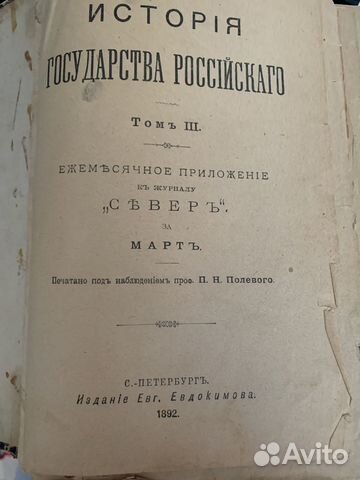 ИСТОРІЯ
ГОСУДАРСТВА РОССІЙСКАГО
Томъ III.
ЕЖЕМѢСЯЧНОЕ ПРИЛОЖЕНІЕ
КЪ ЖУРНАЛУ
„СѢВЕРЪ“.
ЗА
МАРТЪ.
Печатано подъ наблюденіемъ проф. П. Н. Полевого.
С.-ПЕТЕРБУРГЪ.
Изданіе Евг. Евдокимова.
1892.
Avito